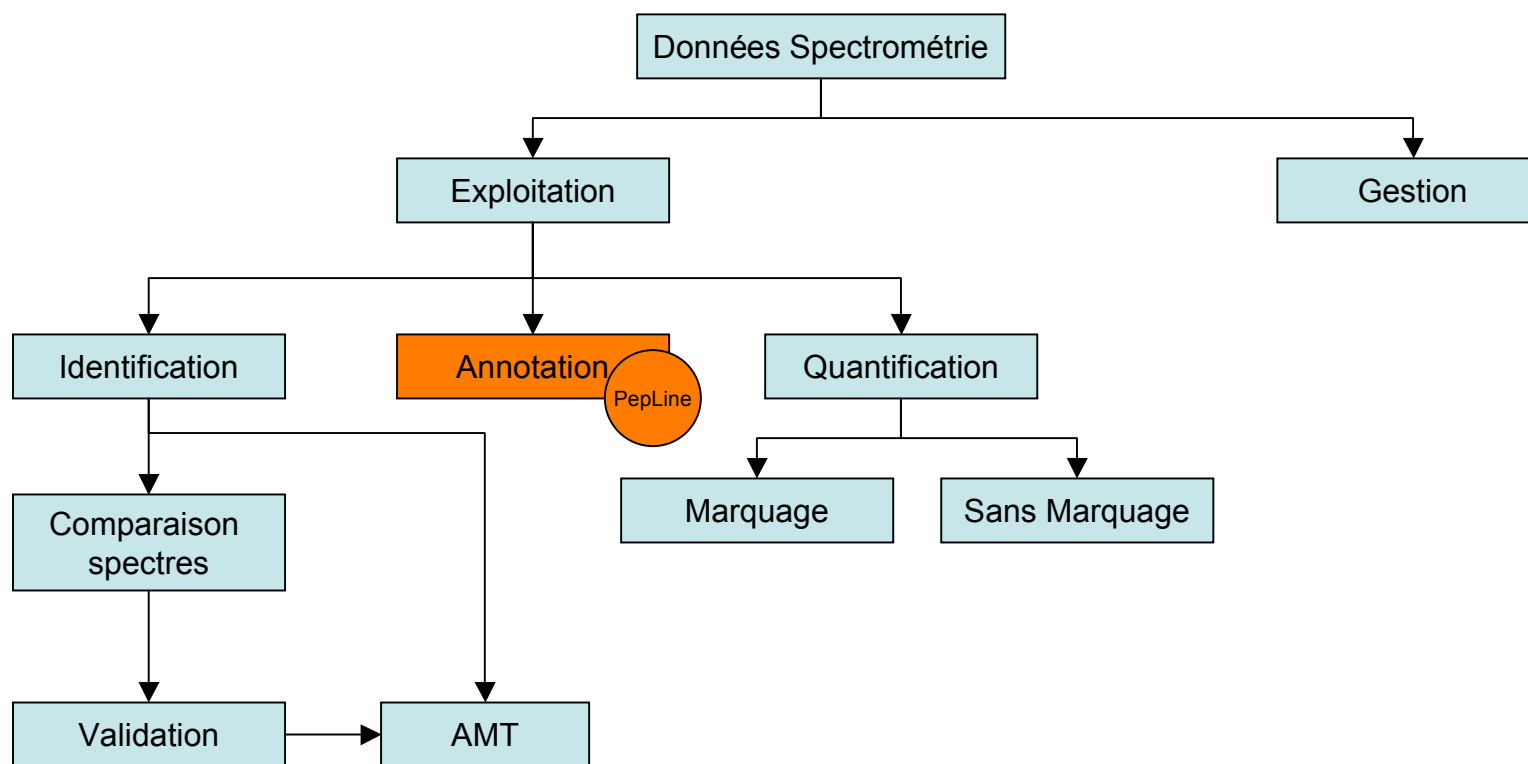 Données Spectrométrie
Exploitation
Gestion
Identification
Annotation
PepLine
Quantification
Marquage
Sans Marquage
Comparaison
spectres
Validation
AMT